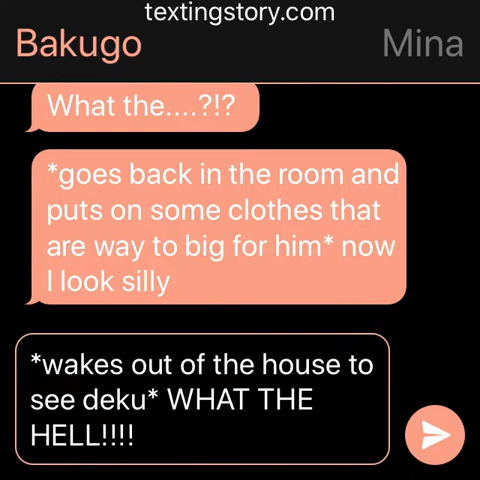 textingstory.com
Bakugo Mina
What the....?!?
*goes back in the room and
puts on some clothes that
are way to big for him* now
I look silly
*wakes out of the house to
see deku* WHAT THE
HELL!!!!